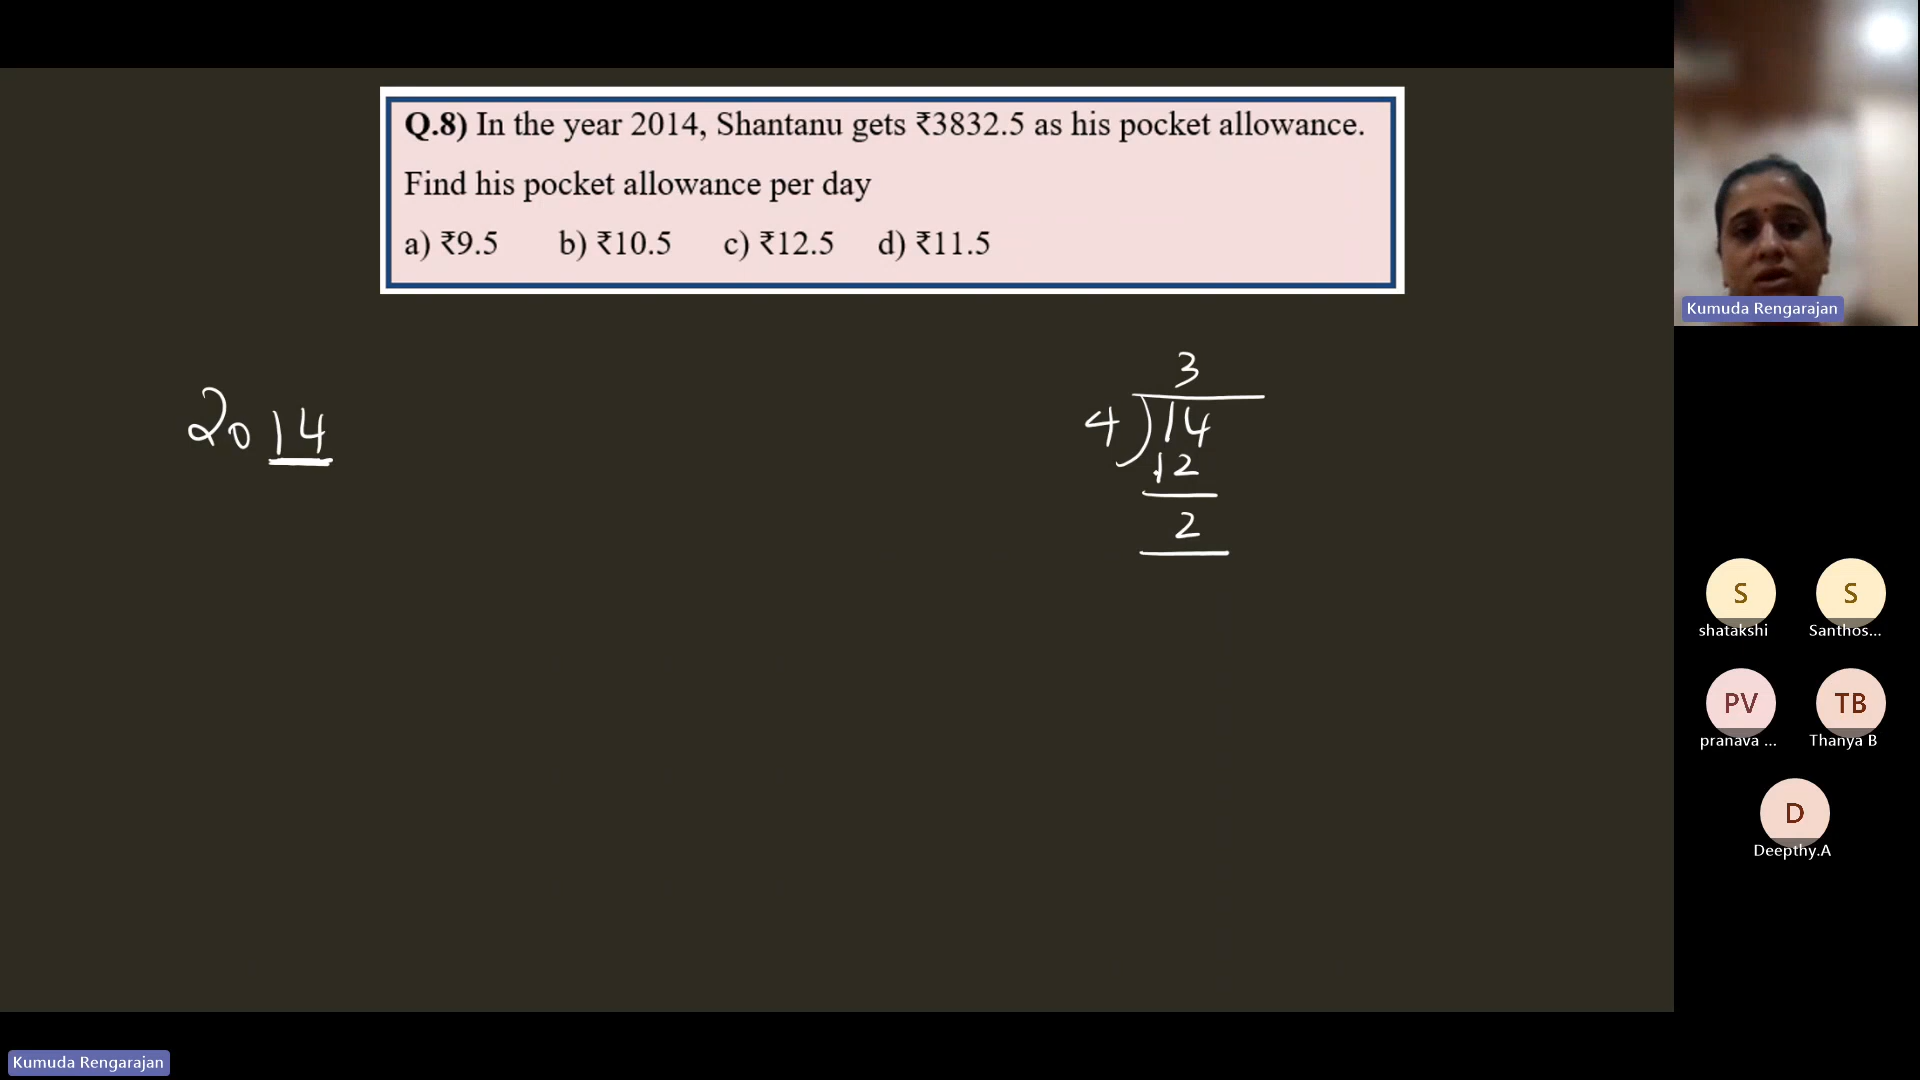 Q.8) In the year 2014, Shantanu gets ₹3832.5 as his pocket allowance.
Find his pocket allowance per day
a) ₹9.5 b) ₹10.5 c) ₹12.5 d) ₹11.5
2014
3
4)14
12
2
Kumuda Rengarajan
shatakshi
S
Santhos...
S
pranava ...
PV
Thanya B
TB
D
Deepthy.A
Kumuda Rengarajan